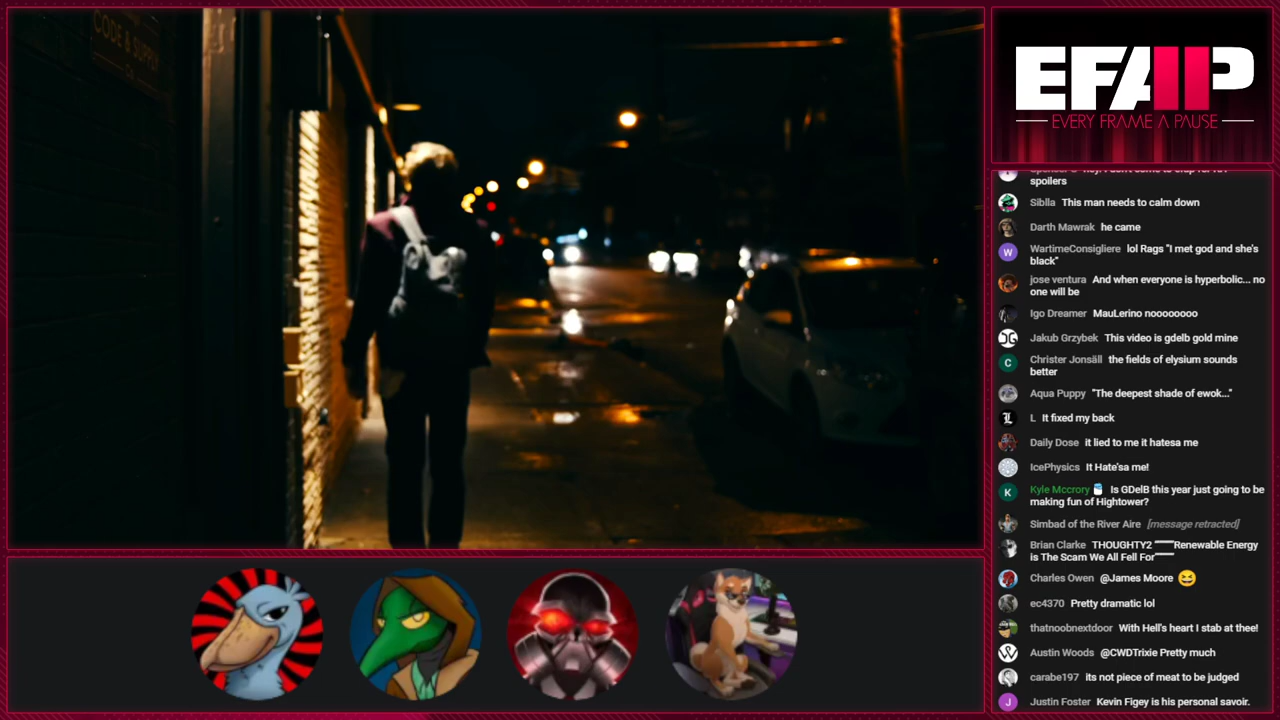 CODE & SUPPLY
EFAP
EVERY FRAME A PAUSE
spoilers
Siblla This man needs to calm down
Darth Mawrak he came
WartimeConsigliere lol Rags "I met god and she's
black"
jose ventura And when everyone is hyperbolic... no
one will be
Igo Dreamer MauLerino noooooooo
Jakub Grzybek This video is gdelb gold mine
Christer Jonsäll the fields of elysium sounds
better
Aqua Puppy "The deepest shade of ewok..."
L It fixed my back
Daily Dose it lied to me it hatesa me
IcePhysics It Hate'sa me!
Kyle Mccrory Is GDelB this year just going to be
making fun of Hightower?
Simbad of the River Aire [message retracted]
Brian Clarke THOUGHTY2 """"Renewable Energy
is The Scam We All Fell For""""
Charles Owen @James Moore
ec4370 Pretty dramatic lol
thatnoobnextdoor With Hell's heart I stab at thee!
Austin Woods @CWDTrixie Pretty much
carabe197 its not piece of meat to be judged
Justin Foster Kevin Figey is his personal savoir.